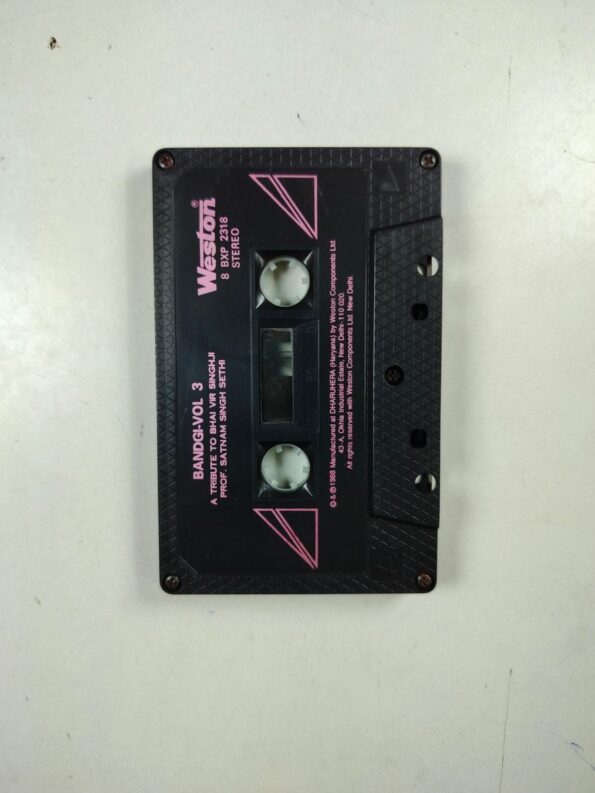 BANDGI-VOL 3
A TRIBUTE TO BHAI VIR SINGHJI
PROF. SATNAM SINGH SETHI
Weston®
8 BXP 2318
STEREO
© & ℗ 1988 Manufactured at DHARUHERA (Haryana) by Weston Components Ltd
43-A, Okhla Industrial Estate, New Delhi-110 020.
All rights reserved with Weston Components Ltd. New Delhi.